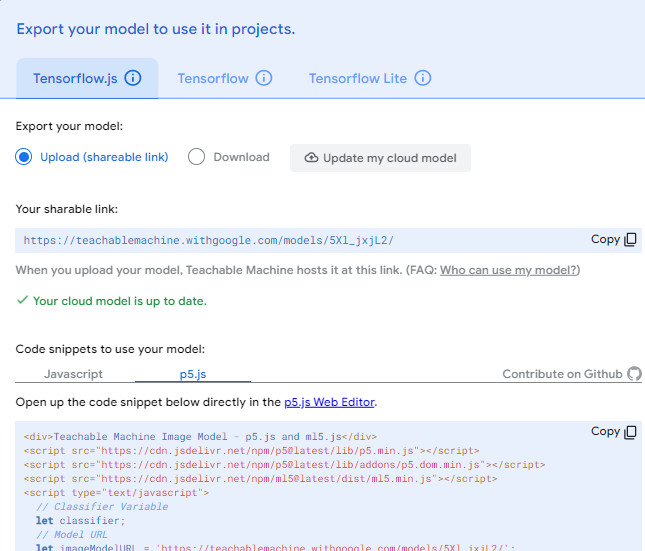 Export your model to use it in projects.
Tensorflow.js Tensorflow Tensorflow Lite
Export your model:
Upload (shareable link) Download Update my cloud model
Your sharable link:
https://teachablemachine.withgoogle.com/models/5Xl_jxjL2/ Copy
When you upload your model, Teachable Machine hosts it at this link. (FAQ: Who can use my model?)
Your cloud model is up to date.
Code snippets to use your model:
Javascript p5.js Contribute on Github
Open up the code snippet below directly in the p5.js Web Editor.
Copy
<div>Teachable Machine Image Model - p5.js and ml5.js</div>
<script src="https://cdn.jsdelivr.net/npm/p5@latest/lib/p5.min.js"></script>
<script src="https://cdn.jsdelivr.net/npm/p5@latest/lib/addons/p5.dom.min.js"></script>
<script src="https://cdn.jsdelivr.net/npm/ml5@latest/dist/ml5.min.js"></script>
<script type="text/javascript">
// Classifier Variable
let classifier;
// Model URL
let imageModelURL = 'https://teachablemachine.withgoogle.com/models/5Xl_jxjL2/';